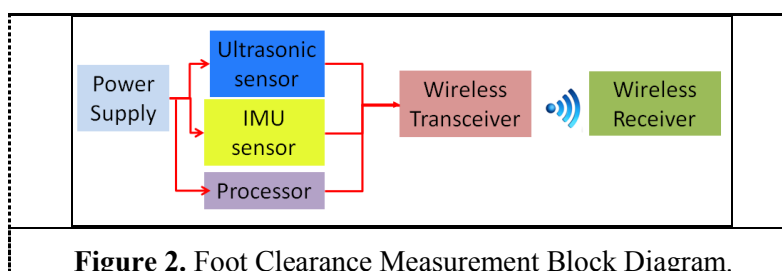 Power
Supply
Ultrasonic
sensor
IMU
sensor
Processor
Wireless
Transceiver
Wireless
Receiver
Figure 2. Foot Clearance Measurement Block Diagram.